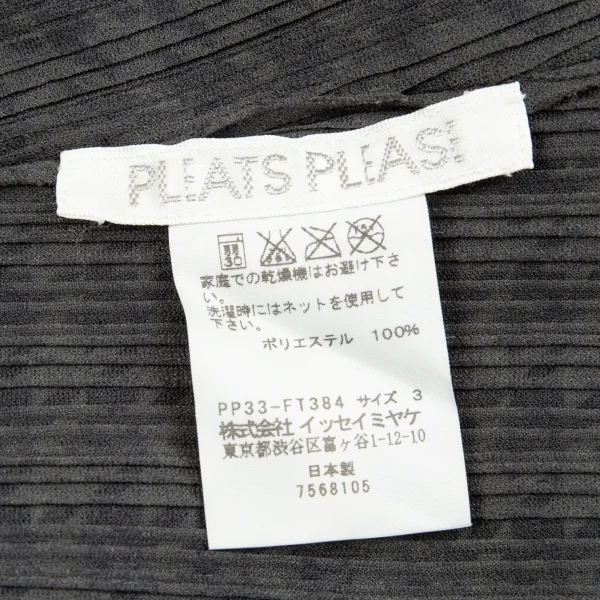 PLEATS PLEASE
弱 30
家庭での乾燥機はお避け下さ
い。
洗濯時にはネットを使用して
下さい。
ポリエステル 100%
PP33-FT384 サイズ 3
株式会社 イッセイミヤケ
東京都渋谷区富ヶ谷1-12-10
日本製
7568105